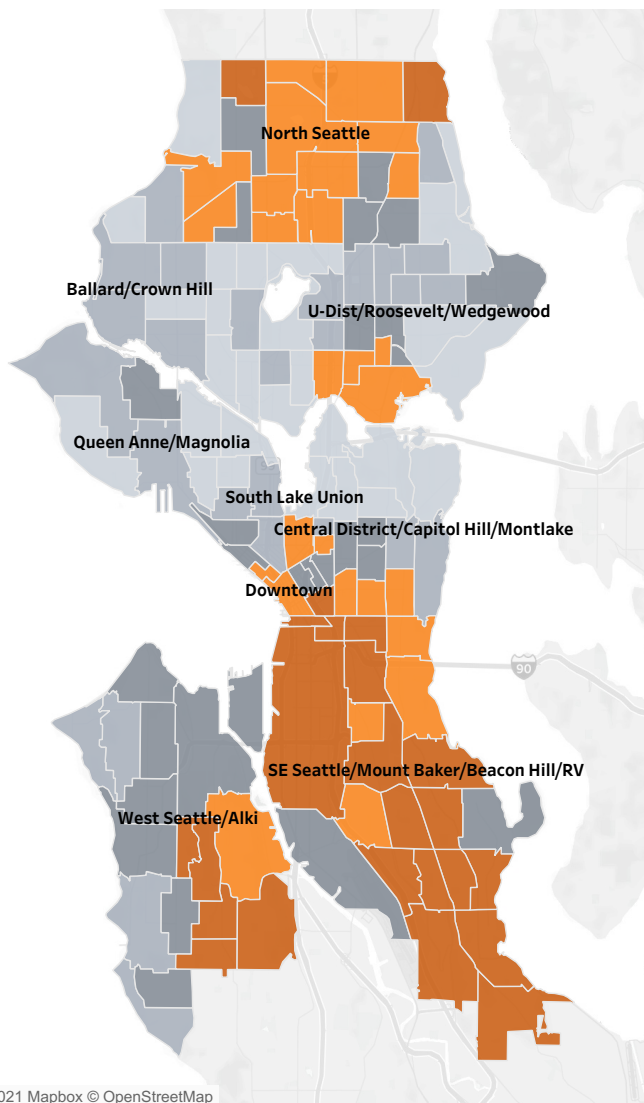 North Seattle
Ballard/Crown Hill
U-Dist/Roosevelt/Wedgewood
Queen Anne/Magnolia
South Lake Union
Central District/Capitol Hill/Montlake
Downtown
90
SE Seattle/Mount Baker/Beacon Hill/RV
West Seattle/Alki
021 Mapbox © OpenStreetMap